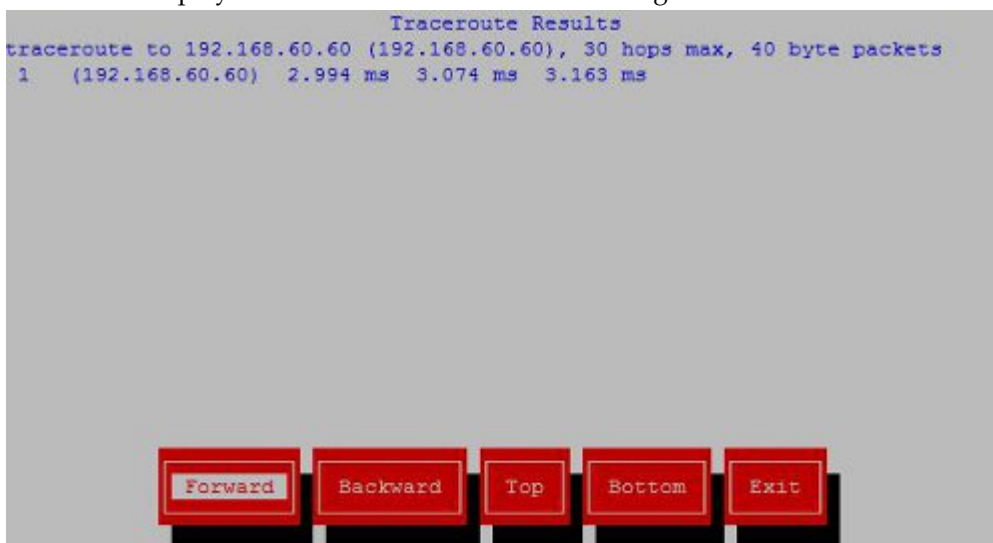 Traceroute Results
traceroute to 192.168.60.60 (192.168.60.60), 30 hops max, 40 byte packets
1 (192.168.60.60) 2.994 ms 3.074 ms 3.163 ms
Forward Backward Top Bottom Exit